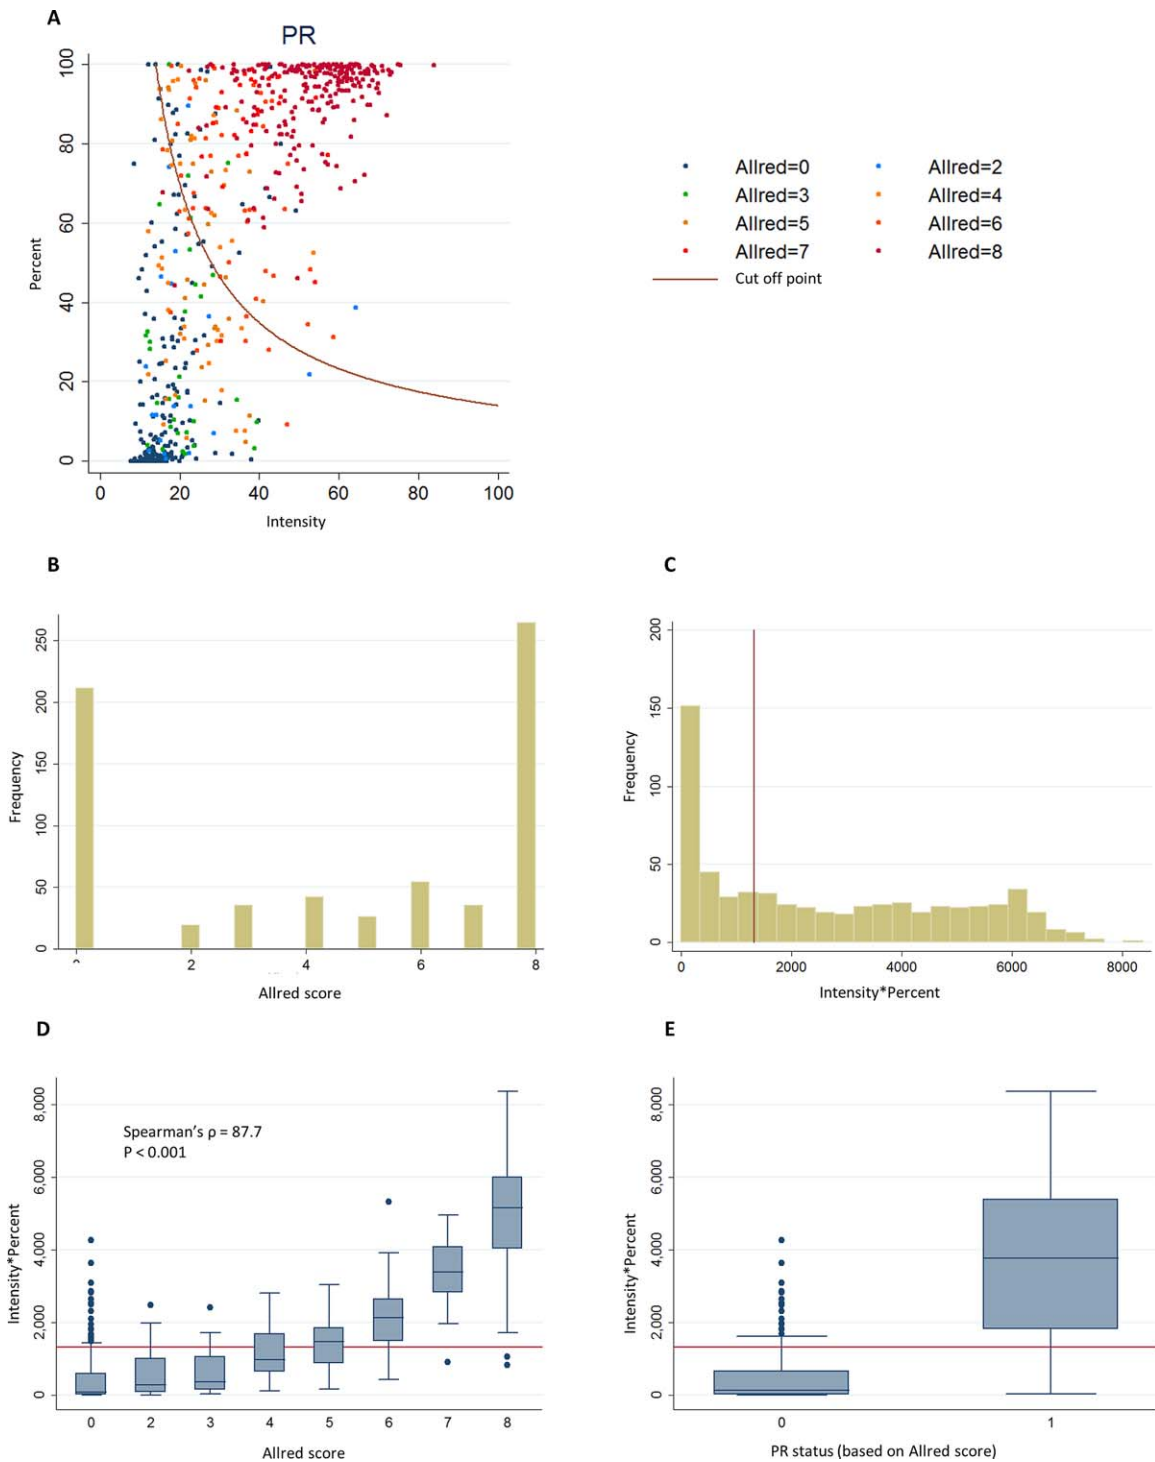 A
PR
100
80
60
40
20
0
Percent
0 20 40 60 80 100
Intensity
Allred=0 Allred=2
Allred=3 Allred=4
Allred=5 Allred=6
Allred=7 Allred=8
Cut off point
B
250
200
150
100
50
0
Frequency
2 4 6 8
Allred score
C
200
150
100
50
0
Frequency
0 2000 4000 6000 8000
Intensity*Percent
D
8,000
6,000
4,000
2,000
0
Intensity*Percent
Spearman's ρ = 87.7
P < 0.001
0 2 3 4 5 6 7 8
Allred score
E
8,000
6,000
4,000
2,000
0
Intensity*Percent
0 1
PR status (based on Allred score)